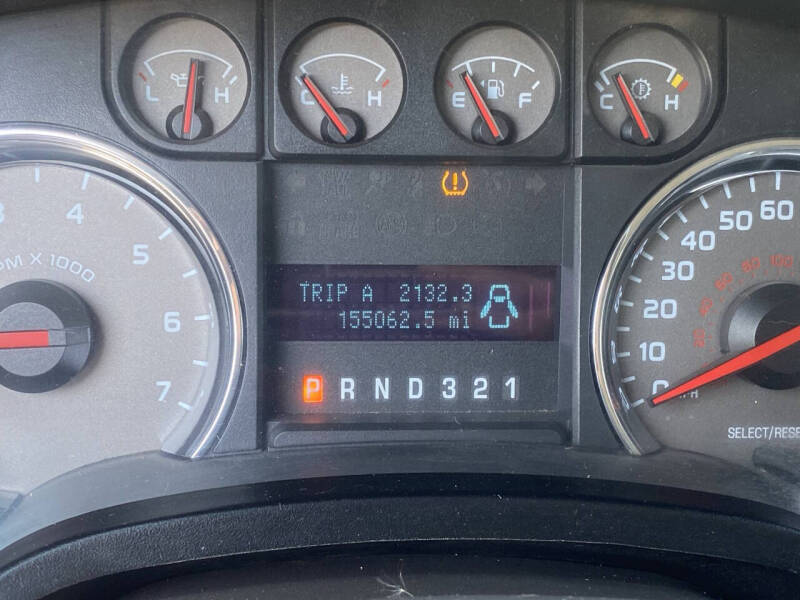 L H
C H
E F
C H
3 4 5 6 7
PM X 1000
TRIP A 2132.3
155062.5 mi
P R N D 3 2 1
0 10 20 30 40 50 60
SELECT/RESE